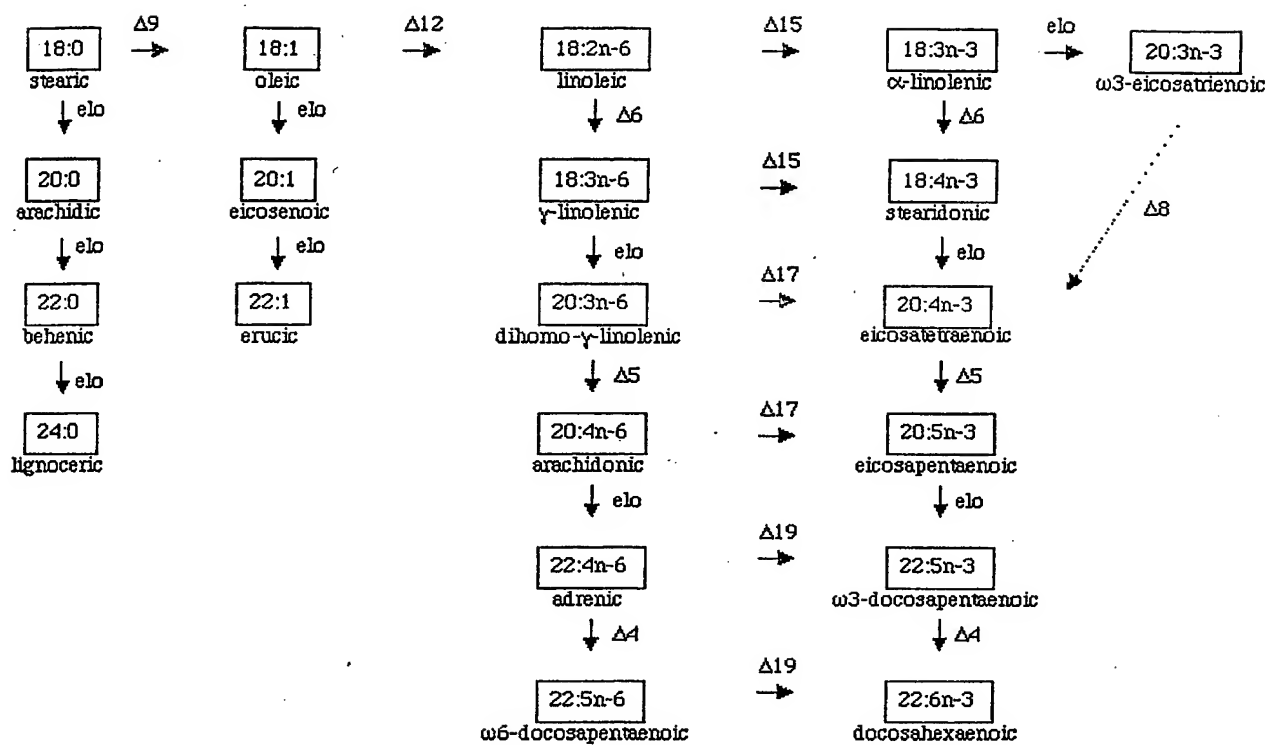 Δ9 Δ12 Δ15 elo
18:0 18:1 18:2n-6 18:3n-3 20:3n-3
stearic oleic linoleic α-linolenic ω3-eicosatrienoic
elo elo Δ6 Δ6
Δ15
20:0 20:1 18:3n-6 18:4n-3
arachidic eicosenoic γ-linolenic stearidonic
Δ8
elo elo elo elo
Δ17
22:0 22:1 20:3n-6 20:4n-3
behenic erucic dihomo-γ-linolenic eicosatetraenoic
elo Δ5 Δ5
Δ17
24:0 20:4n-6 20:5n-3
lignoceric arachidonic eicosapentaenoic
elo elo
Δ19
22:4n-6 22:5n-3
adrenic ω3-docosapentaenoic
Δ4 Δ4
Δ19
22:5n-6 22:6n-3
ω6-docosapentaenoic docosahexaenoic